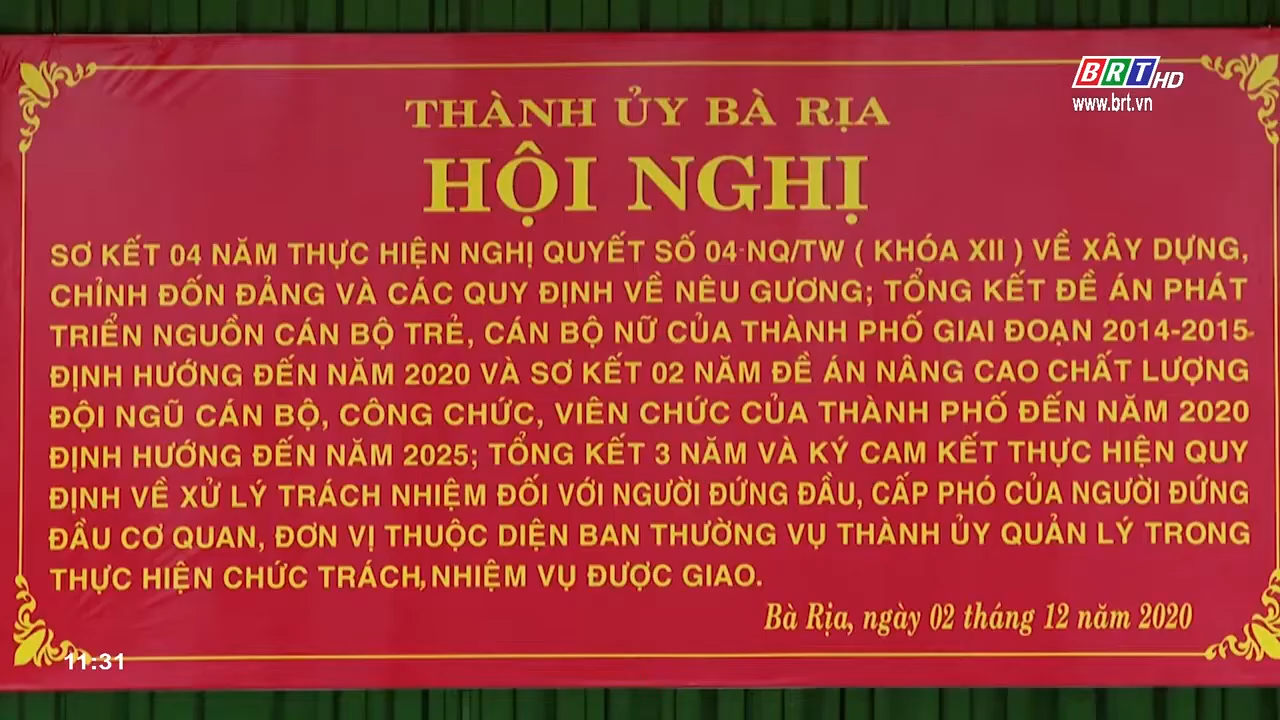 BRT HD
www.brt.vn
THÀNH ỦY BÀ RỊA
HỘI NGHỊ
SƠ KẾT 04 NĂM THỰC HIỆN NGHỊ QUYẾT SỐ 04-NQ/TW ( KHÓA XII ) VỀ XÂY DỰNG,
CHỈNH ĐỐN ĐẢNG VÀ CÁC QUY ĐỊNH VỀ NÊU GƯƠNG; TỔNG KẾT ĐỀ ÁN PHÁT
TRIỂN NGUỒN CÁN BỘ TRẺ, CÁN BỘ NỮ CỦA THÀNH PHỐ GIAI ĐOẠN 2014-2015-
ĐỊNH HƯỚNG ĐẾN NĂM 2020 VÀ SƠ KẾT 02 NĂM ĐỀ ÁN NÂNG CAO CHẤT LƯỢNG
ĐỘI NGŨ CÁN BỘ, CÔNG CHỨC, VIÊN CHỨC CỦA THÀNH PHỐ ĐẾN NĂM 2020
ĐỊNH HƯỚNG ĐẾN NĂM 2025; TỔNG KẾT 3 NĂM VÀ KÝ CAM KẾT THỰC HIỆN QUY
ĐỊNH VỀ XỬ LÝ TRÁCH NHIỆM ĐỐI VỚI NGƯỜI ĐỨNG ĐẦU, CẤP PHÓ CỦA NGƯỜI ĐỨNG
ĐẦU CƠ QUAN, ĐƠN VỊ THUỘC DIỆN BAN THƯỜNG VỤ THÀNH ỦY QUẢN LÝ TRONG
THỰC HIỆN CHỨC TRÁCH, NHIỆM VỤ ĐƯỢC GIAO.
Bà Rịa, ngày 02 tháng 12 năm 2020
11:31